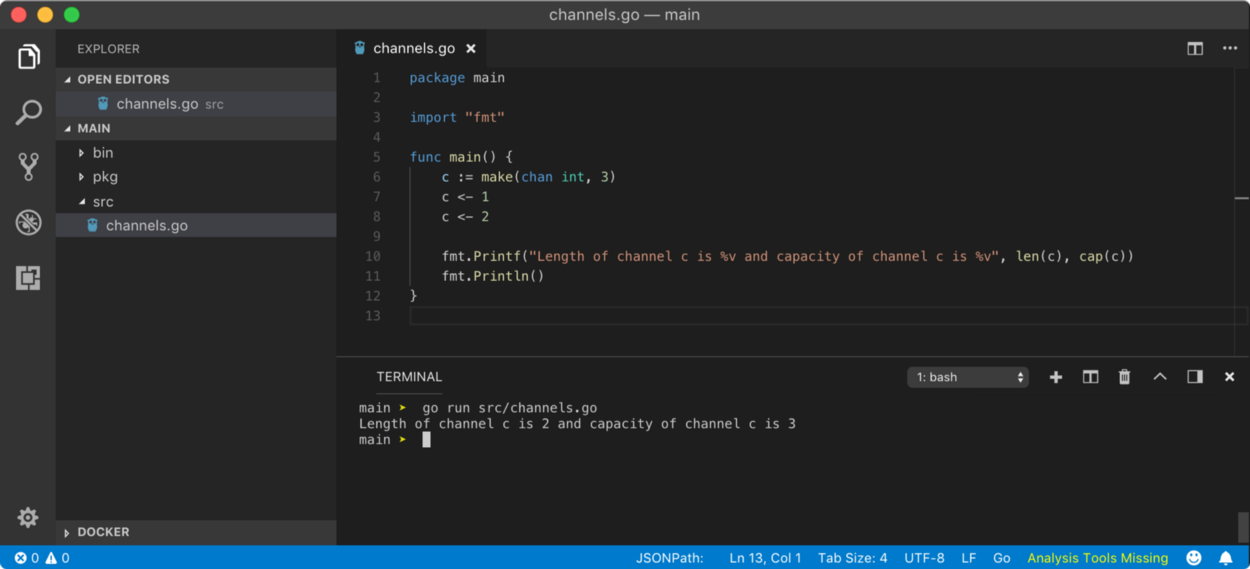 channels.go — main
EXPLORER
OPEN EDITORS
channels.go src
MAIN
bin
pkg
src
channels.go
DOCKER
channels.go
1 package main
2
3 import "fmt"
4
5 func main() {
6 c := make(chan int, 3)
7 c <- 1
8 c <- 2
9
10 fmt.Printf("Length of channel c is %v and capacity of channel c is %v", len(c), cap(c))
11 fmt.Println()
12 }
13
TERMINAL
1: bash
main ➤ go run src/channels.go
Length of channel c is 2 and capacity of channel c is 3
main ➤
0 0 JSONPath: Ln 13, Col 1 Tab Size: 4 UTF-8 LF Go Analysis Tools Missing